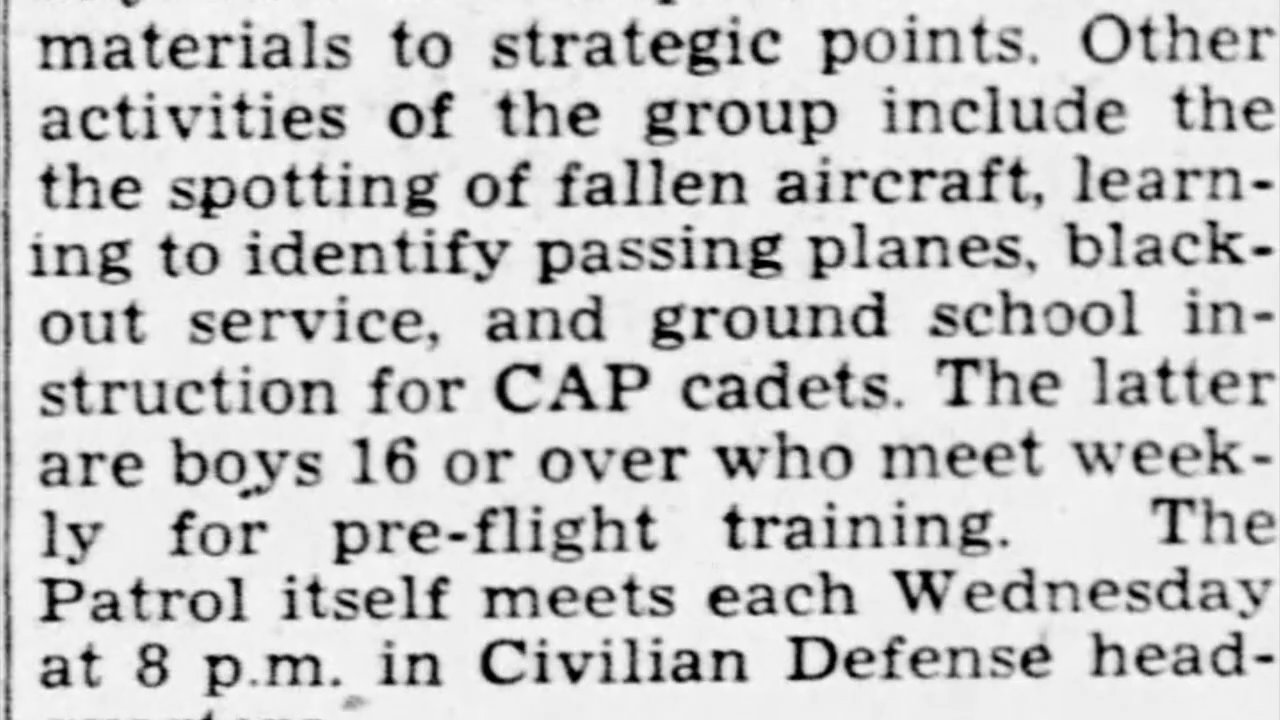 materials to strategic points. Other
activities of the group include the
the spotting of fallen aircraft, learn-
ing to identify passing planes, black-
out service, and ground school in-
struction for CAP cadets. The latter
are boys 16 or over who meet week-
ly for pre-flight training. The
Patrol itself meets each Wednesday
at 8 p.m. in Civilian Defense head-